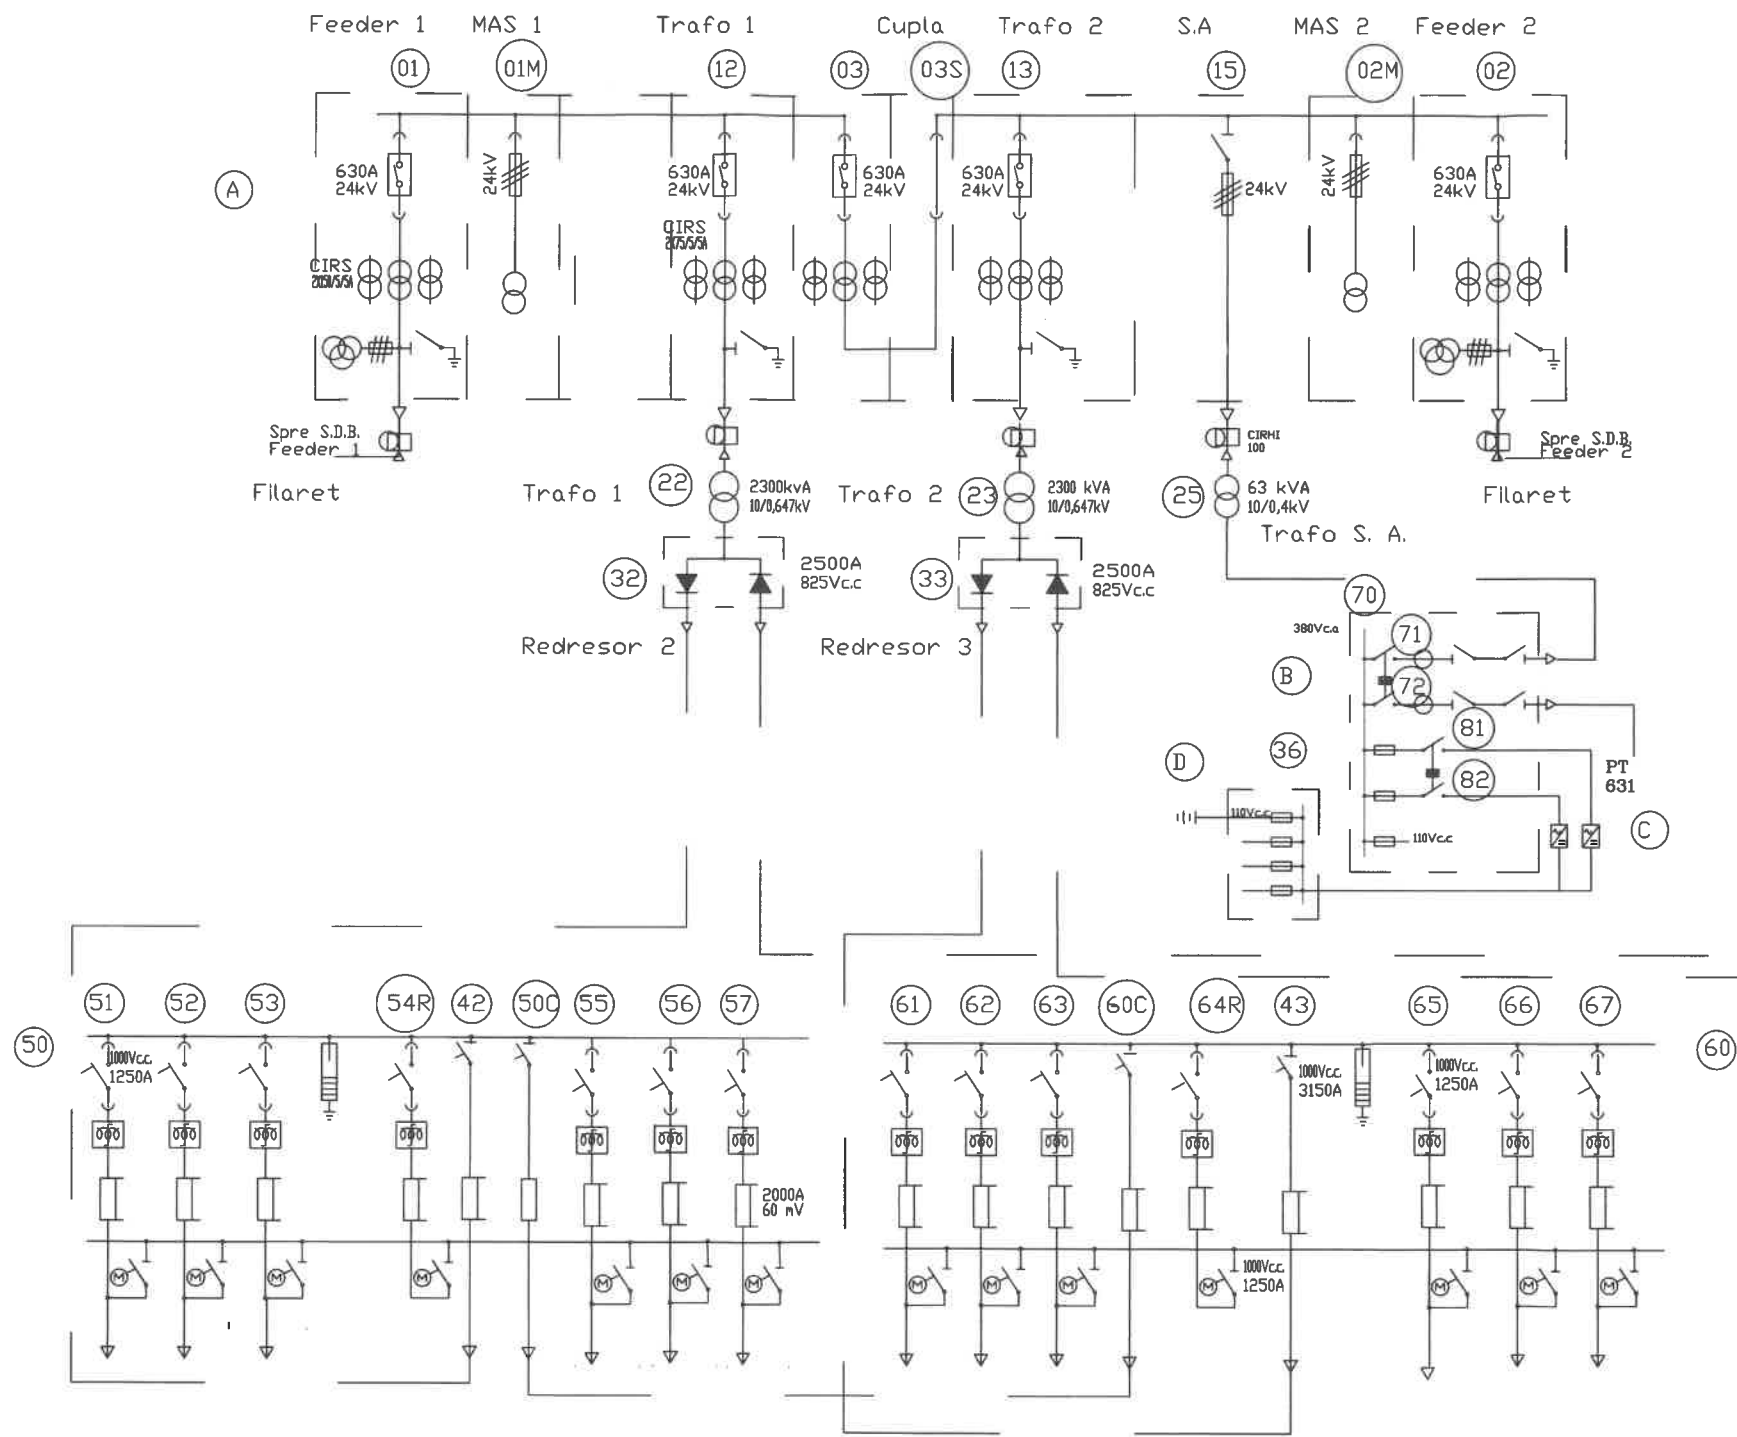 Feeder 1 MAS 1 Trafo 1 Cupla Trafo 2 S.A MAS 2 Feeder 2
01 01M 12 03 03S 13 15 02M 02
A
630A 24kV 630A 630A 630A 24kV 24kV 630A
24kV 24kV 24kV 24kV 24kV
CIRS
2X75/5/5A
CIRS
Spre S.D.B.
Feeder 1
CIRHI
100
Spre S.D.B.
Feeder 2
Filaret Trafo 1 22 2300kvA Trafo 2 23 2300 kVA 25 63 kVA Filaret
10/0,647kV 10/0,647kV 10/0,4kV
Trafo S. A.
32 2500A 33 2500A
825Vc.c 825Vc.c
70
380Vc.a 71
Redresor 2 Redresor 3
B 72
81
D 36 PT
82 631
110Vc.c C
110Vc.c
51 52 53 54R 42 50C 55 56 57 61 62 63 60C 64R 43 65 66 67
50 60
1000Vc.c. 1000Vc.c. 1000Vc.c.
1250A 3150A 1250A
2000A
60 mV
M M M M M M M M M M M M M M
1000Vc.c.
1250A